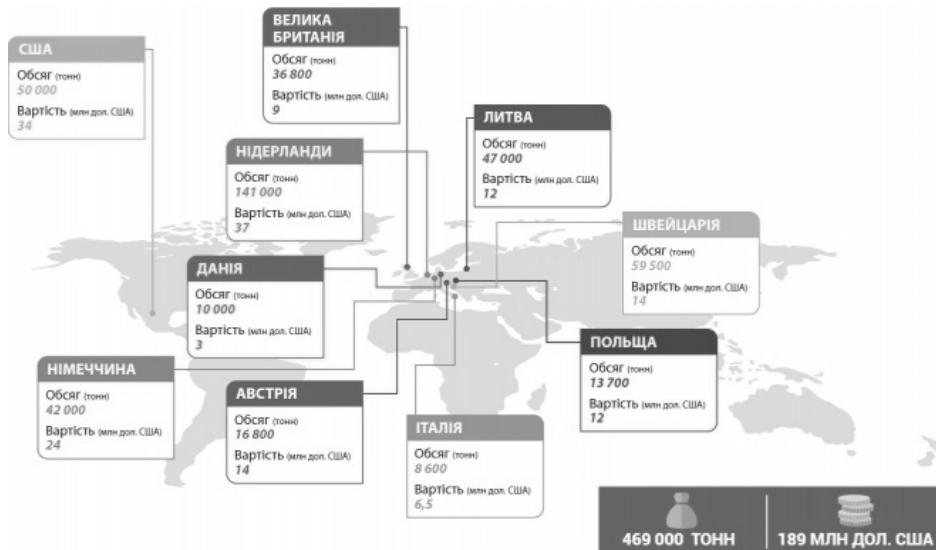 США
Обсяг (тонн)
50 000
Вартість (млн дол. США)
34
ВЕЛИКА
БРИТАНІЯ
Обсяг (тонн)
36 800
Вартість (млн дол. США)
9
НІДЕРЛАНДИ
Обсяг (тонн)
141 000
Вартість (млн дол. США)
37
ЛИТВА
Обсяг (тонн)
47 000
Вартість (млн дол. США)
12
ШВЕЙЦАРІЯ
Обсяг (тонн)
59 500
Вартість (млн дол. США)
14
ДАНІЯ
Обсяг (тонн)
10 000
Вартість (млн дол. США)
3
НІМЕЧЧИНА
Обсяг (тонн)
42 000
Вартість (млн дол. США)
24
АВСТРІЯ
Обсяг (тонн)
16 800
Вартість (млн дол. США)
14
ІТАЛІЯ
Обсяг (тонн)
8 600
Вартість (млн дол. США)
6,5
ПОЛЬЩА
Обсяг (тонн)
13 700
Вартість (млн дол. США)
12
469 000 ТОНН
189 МЛН ДОЛ. США